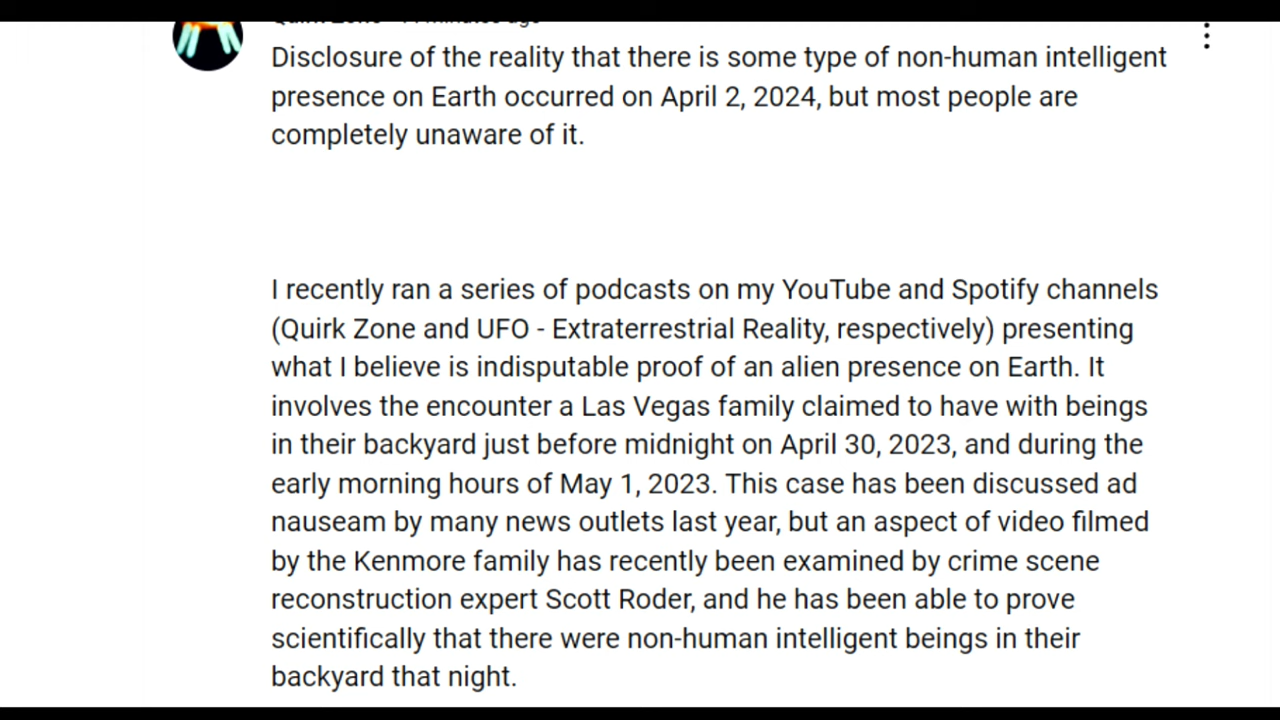 Disclosure of the reality that there is some type of non-human intelligent
presence on Earth occurred on April 2, 2024, but most people are
completely unaware of it.
I recently ran a series of podcasts on my YouTube and Spotify channels
(Quirk Zone and UFO - Extraterrestrial Reality, respectively) presenting
what I believe is indisputable proof of an alien presence on Earth. It
involves the encounter a Las Vegas family claimed to have with beings
in their backyard just before midnight on April 30, 2023, and during the
early morning hours of May 1, 2023. This case has been discussed ad
nauseam by many news outlets last year, but an aspect of video filmed
by the Kenmore family has recently been examined by crime scene
reconstruction expert Scott Roder, and he has been able to prove
scientifically that there were non-human intelligent beings in their
backyard that night.